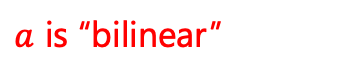 𝑎 is “bilinear”